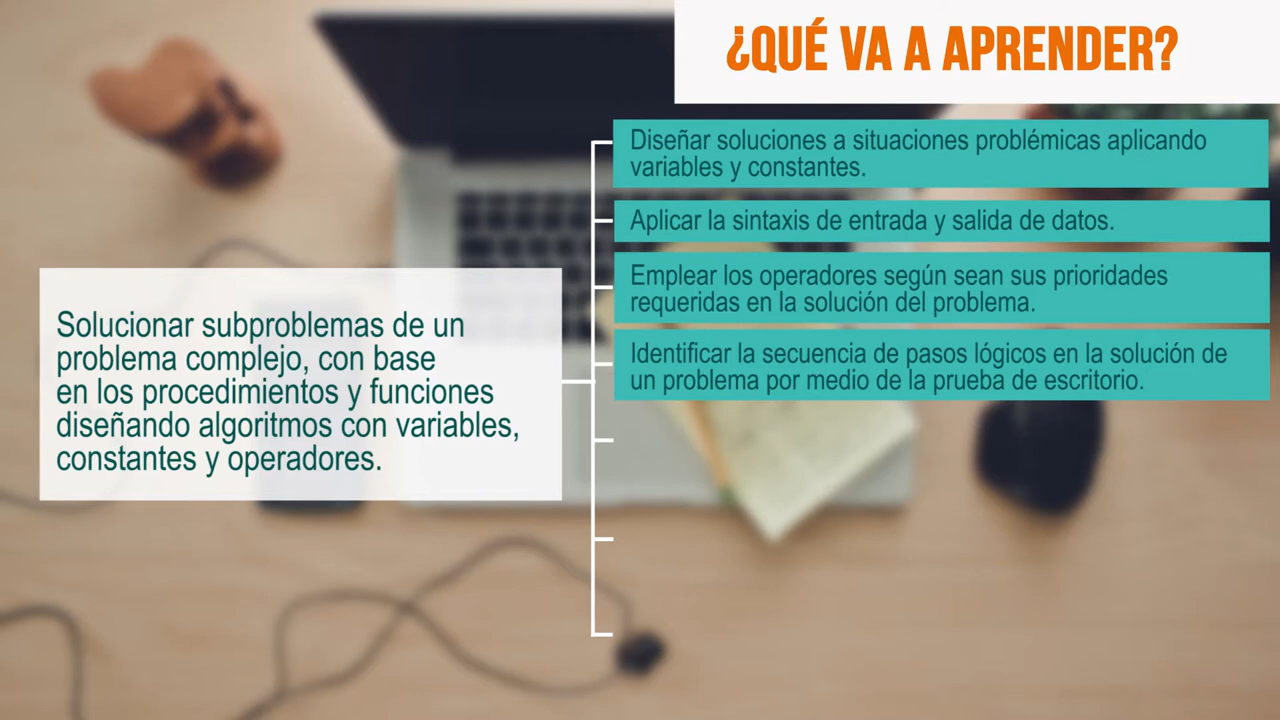 ¿QUÉ VA A APRENDER?
Solucionar subproblemas de un
problema complejo, con base
en los procedimientos y funciones
diseñando algoritmos con variables,
constantes y operadores.
Diseñar soluciones a situaciones problémicas aplicando
variables y constantes.
Aplicar la sintaxis de entrada y salida de datos.
Emplear los operadores según sean sus prioridades
requeridas en la solución del problema.
Identificar la secuencia de pasos lógicos en la solución de
un problema por medio de la prueba de escritorio.